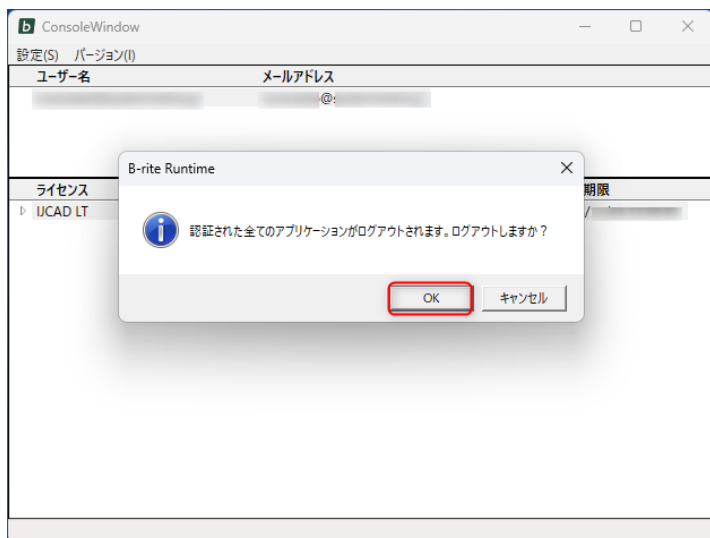 b ConsoleWindow
設定(S) バージョン(I)
ユーザー名 メールアドレス
@
B-rite Runtime
ライセンス 期限
IJCAD LT /
認証された全てのアプリケーションがログアウトされます。ログアウトしますか?
OK キャンセル